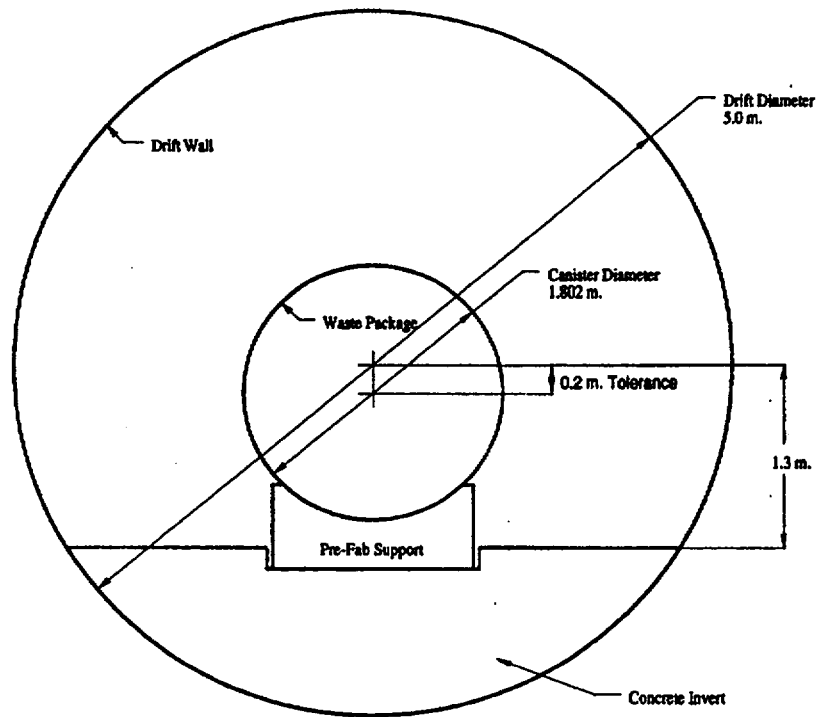 Drift Diameter
5.0 m.
Drift Wall
Canister Diameter
1.802 m.
Waste Package
0.2 m. Tolerance
1.3 m.
Pre-Fab Support
Concrete Invert